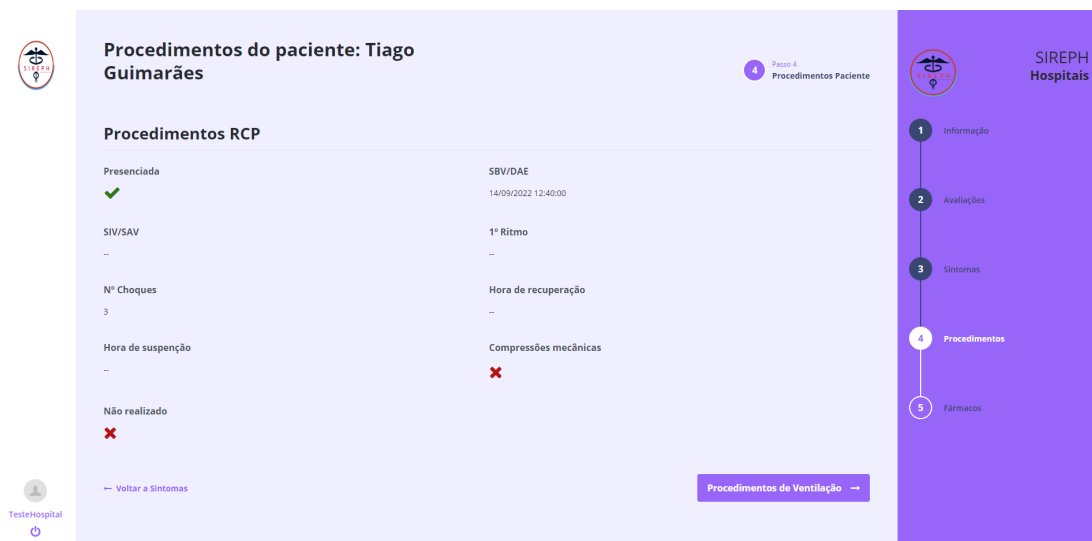 SIREPH
Procedimentos do paciente: Tiago
Guimarães
4
Passo 4
Procedimentos Paciente
Procedimentos RCP
Presenciada
SBV/DAE
14/09/2022 12:40:00
SIV/SAV
--
1º Ritmo
--
Nº Choques
3
Hora de recuperação
--
Hora de suspenção
--
Compressões mecânicas
Não realizado
← Voltar a Sintomas
Procedimentos de Ventilação →
TesteHospital
SIREPH
SIREPH
Hospitais
1 Informação
2 Avaliações
3 Sintomas
4 Procedimentos
5 Fármacos